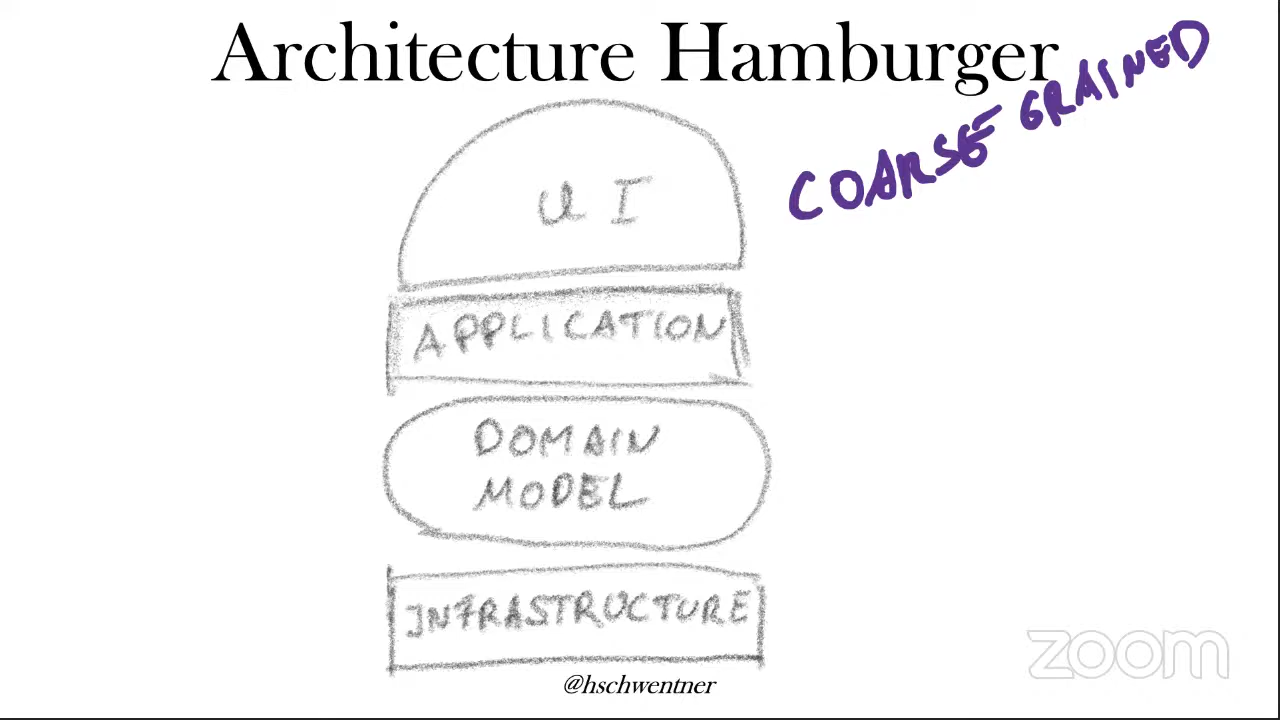 Architecture Hamburger
COARSE GRAINED
UI
APPLICATION
DOMAIN
MODEL
INFRASTRUCTURE
@hschwentner
zoom